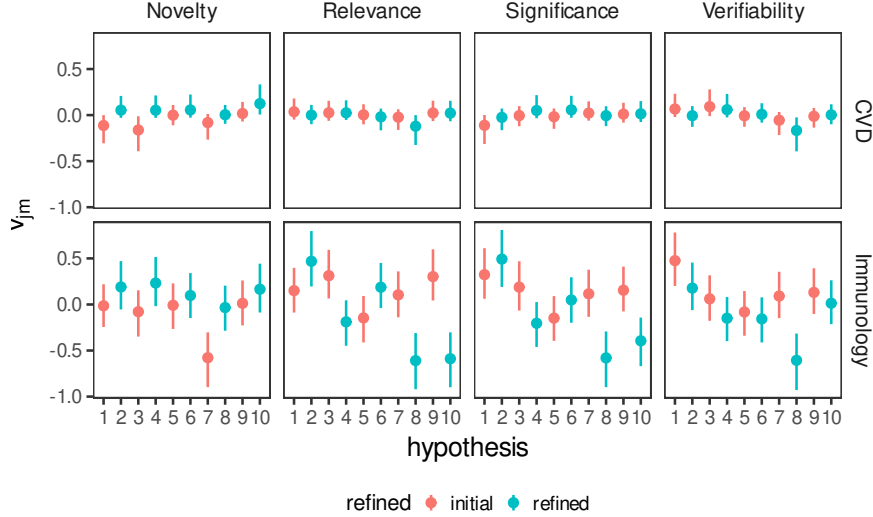 Novelty Relevance Significance Verifiability
0.5
0.0
-0.5
-1.0
CVD
0.5
0.0
-0.5
-1.0
Immunology
v_jm
1 2 3 4 5 6 7 8 9 10 1 2 3 4 5 6 7 8 9 10 1 2 3 4 5 6 7 8 9 10 1 2 3 4 5 6 7 8 9 10
hypothesis
refined initial refined